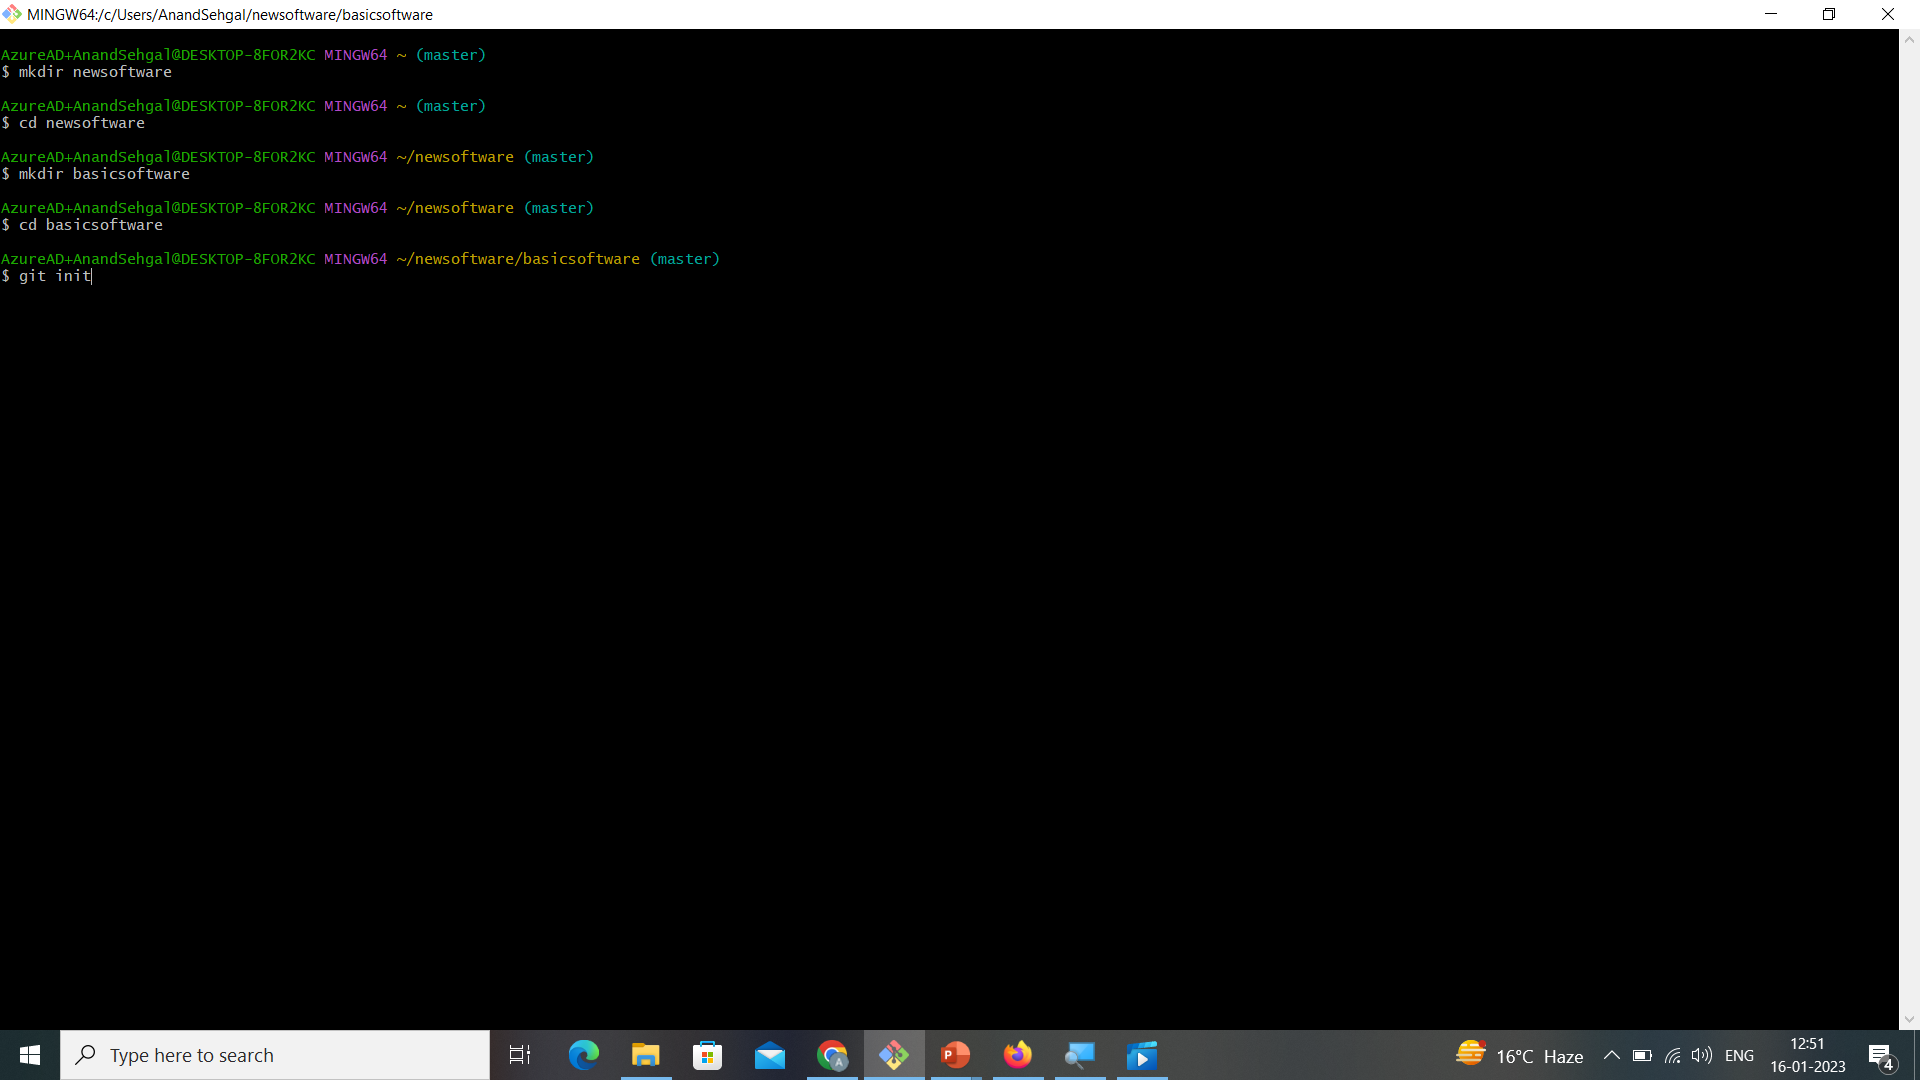 MINGW64:/c/Users/AnandSehgal/newsoftware/basicsoftware
AzureAD+AnandSehgal@DESKTOP-8FOR2KC MINGW64 ~ (master)
$ mkdir newsoftware
AzureAD+AnandSehgal@DESKTOP-8FOR2KC MINGW64 ~ (master)
$ cd newsoftware
AzureAD+AnandSehgal@DESKTOP-8FOR2KC MINGW64 ~/newsoftware (master)
$ mkdir basicsoftware
AzureAD+AnandSehgal@DESKTOP-8FOR2KC MINGW64 ~/newsoftware (master)
$ cd basicsoftware
AzureAD+AnandSehgal@DESKTOP-8FOR2KC MINGW64 ~/newsoftware/basicsoftware (master)
$ git init
Type here to search
A
P
16°C Haze
ENG
12:51
16-01-2023
4